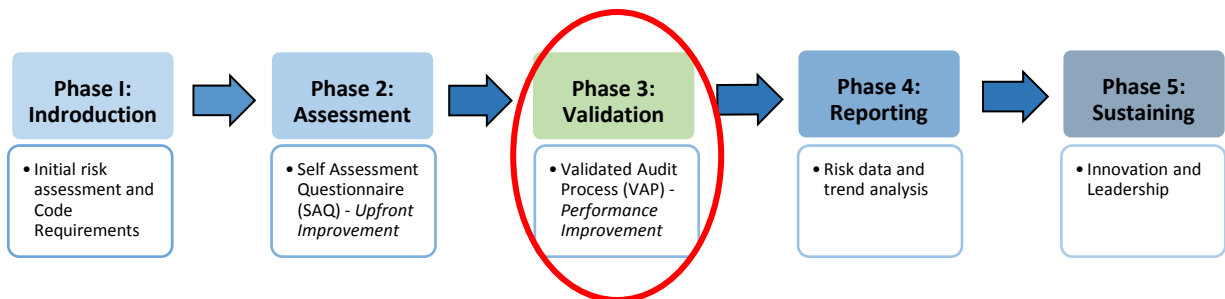 Phase I:
Indroduction
• Initial risk
assessment and
Code
Requirements
Phase 2:
Assessment
• Self Assessment
Questionnaire
(SAQ) - Upfront
Improvement
Phase 3:
Validation
• Validated Audit
Process (VAP) -
Performance
Improvement
Phase 4:
Reporting
• Risk data and
trend analysis
Phase 5:
Sustaining
• Innovation and
Leadership